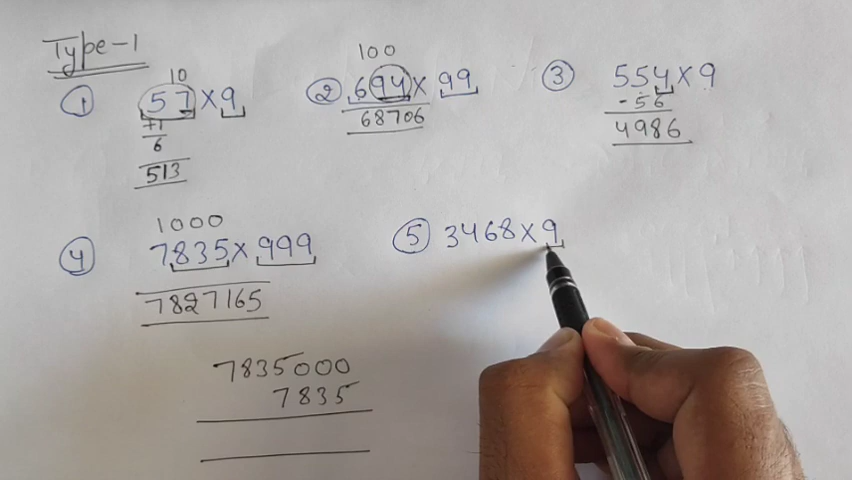 Type-1
① 57 × 9
10
+1
6
513
② 694 × 99
100
68706
③ 554 × 9
-56
4986
④ 7835 × 999
1000
7827165
7835000
7835
⑤ 3468 × 9